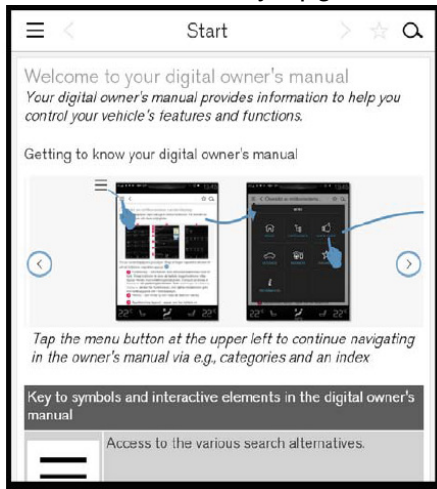 Start
Welcome to your digital owner's manual
Your digital owner's manual provides information to help you
control your vehicle's features and functions.
Getting to know your digital owner's manual
Tap the menu button at the upper left to continue navigating
in the owner's manual via e.g., categories and an index
Key to symbols and interactive elements in the digital owner's
manual
Access to the various search alternatives.